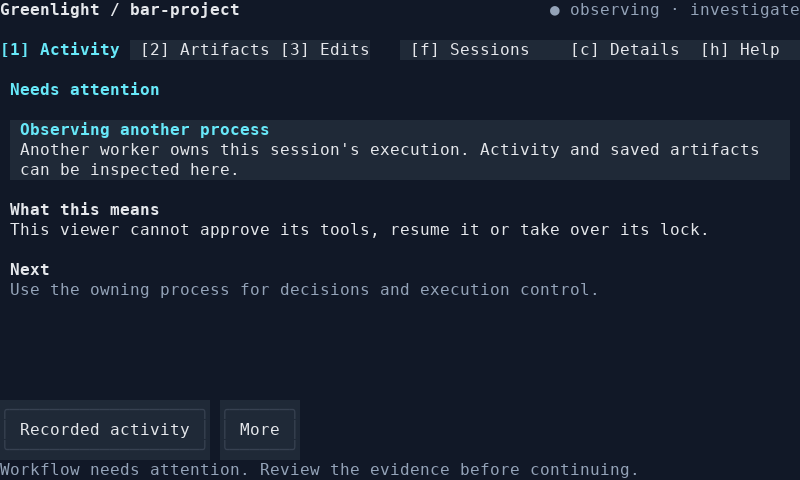 Greenlight / bar-project ● observing · investigate
[1] Activity [2] Artifacts [3] Edits [f] Sessions [c] Details [h] Help
Needs attention
Observing another process
Another worker owns this session's execution. Activity and saved artifacts
can be inspected here.
What this means
This viewer cannot approve its tools, resume it or take over its lock.
Next
Use the owning process for decisions and execution control.
Recorded activity More
Workflow needs attention. Review the evidence before continuing.